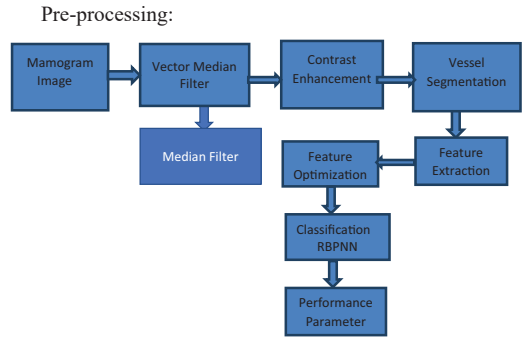 Pre-processing:
Mamogram
Image
Vector Median
Filter
Contrast
Enhancement
Vessel
Segmentation
Median Filter
Feature
Optimization
Feature
Extraction
Classification
RBPNN
Performance
Parameter